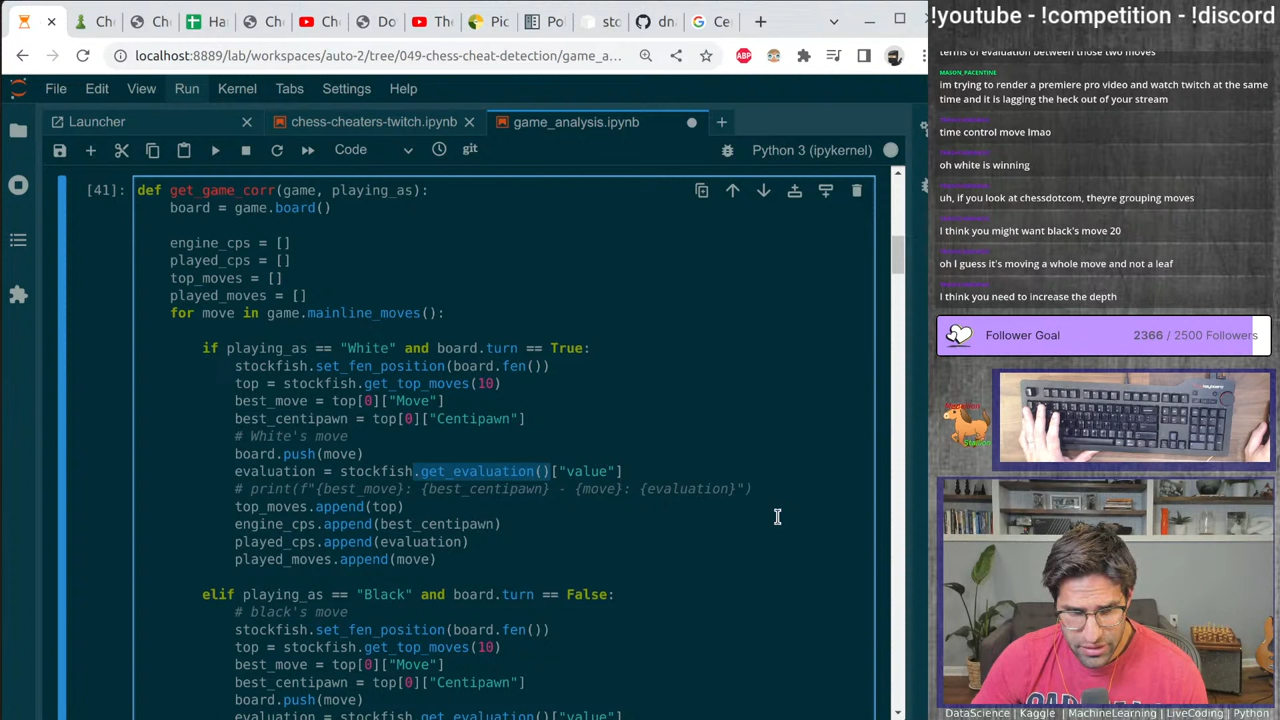 !youtube - !competition - !discord
localhost:8889/lab/workspaces/auto-2/tree/049-chess-cheat-detection/game_a...
ABP
File Edit View Run Kernel Tabs Settings Help
Launcher
chess-cheaters-twitch.ipynb
game_analysis.ipynb
Code
git
Python 3 (ipykernel)
[41]:
def get_game_corr(game, playing_as):
board = game.board()
engine_cps = []
played_cps = []
top_moves = []
played_moves = []
for move in game.mainline_moves():
if playing_as == "White" and board.turn == True:
stockfish.set_fen_position(board.fen())
top = stockfish.get_top_moves(10)
best_move = top[0]["Move"]
best_centipawn = top[0]["Centipawn"]
# White's move
board.push(move)
evaluation = stockfish.get_evaluation()["value"]
# print(f"{best_move}: {best_centipawn} - {move}: {evaluation}")
top_moves.append(top)
engine_cps.append(best_centipawn)
played_cps.append(evaluation)
played_moves.append(move)
elif playing_as == "Black" and board.turn == False:
# black's move
stockfish.set_fen_position(board.fen())
top = stockfish.get_top_moves(10)
best_move = top[0]["Move"]
best_centipawn = top[0]["Centipawn"]
board.push(move)
evaluation = stockfish.get_evaluation()["value"]
terms of evaluation between those two moves
MASON_PACENTINE
im trying to render a premiere pro video and watch twitch at the same
time and it is lagging the heck out of your stream
time control move lmao
oh white is winning
uh, if you look at chessdotcom, theyre grouping moves
I think you might want black's move 20
oh I guess it's moving a whole move and not a leaf
I think you need to increase the depth
Follower Goal
2366 / 2500 Followers
Stallion
DataScience | Kaggle | MachineLearning | LiveCoding | Python